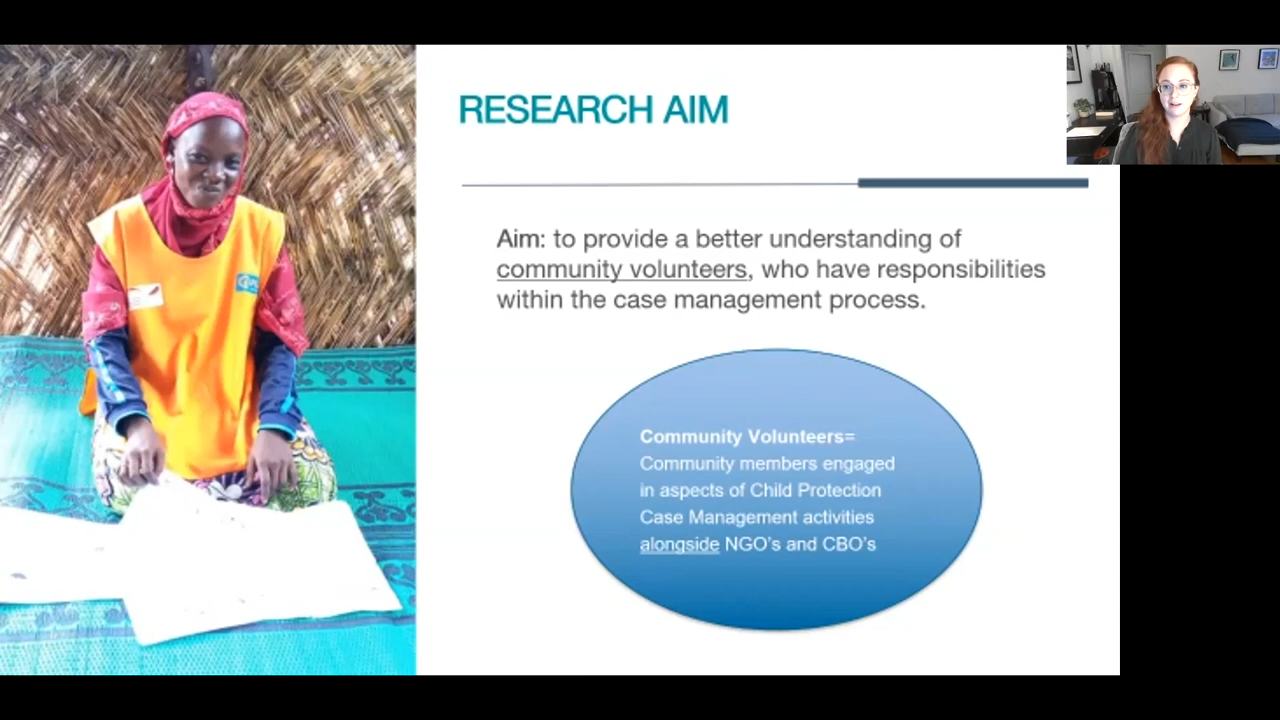 RESEARCH AIM
Aim: to provide a better understanding of
community volunteers, who have responsibilities
within the case management process.
Community Volunteers=
Community members engaged
in aspects of Child Protection
Case Management activities
alongside NGO's and CBO's